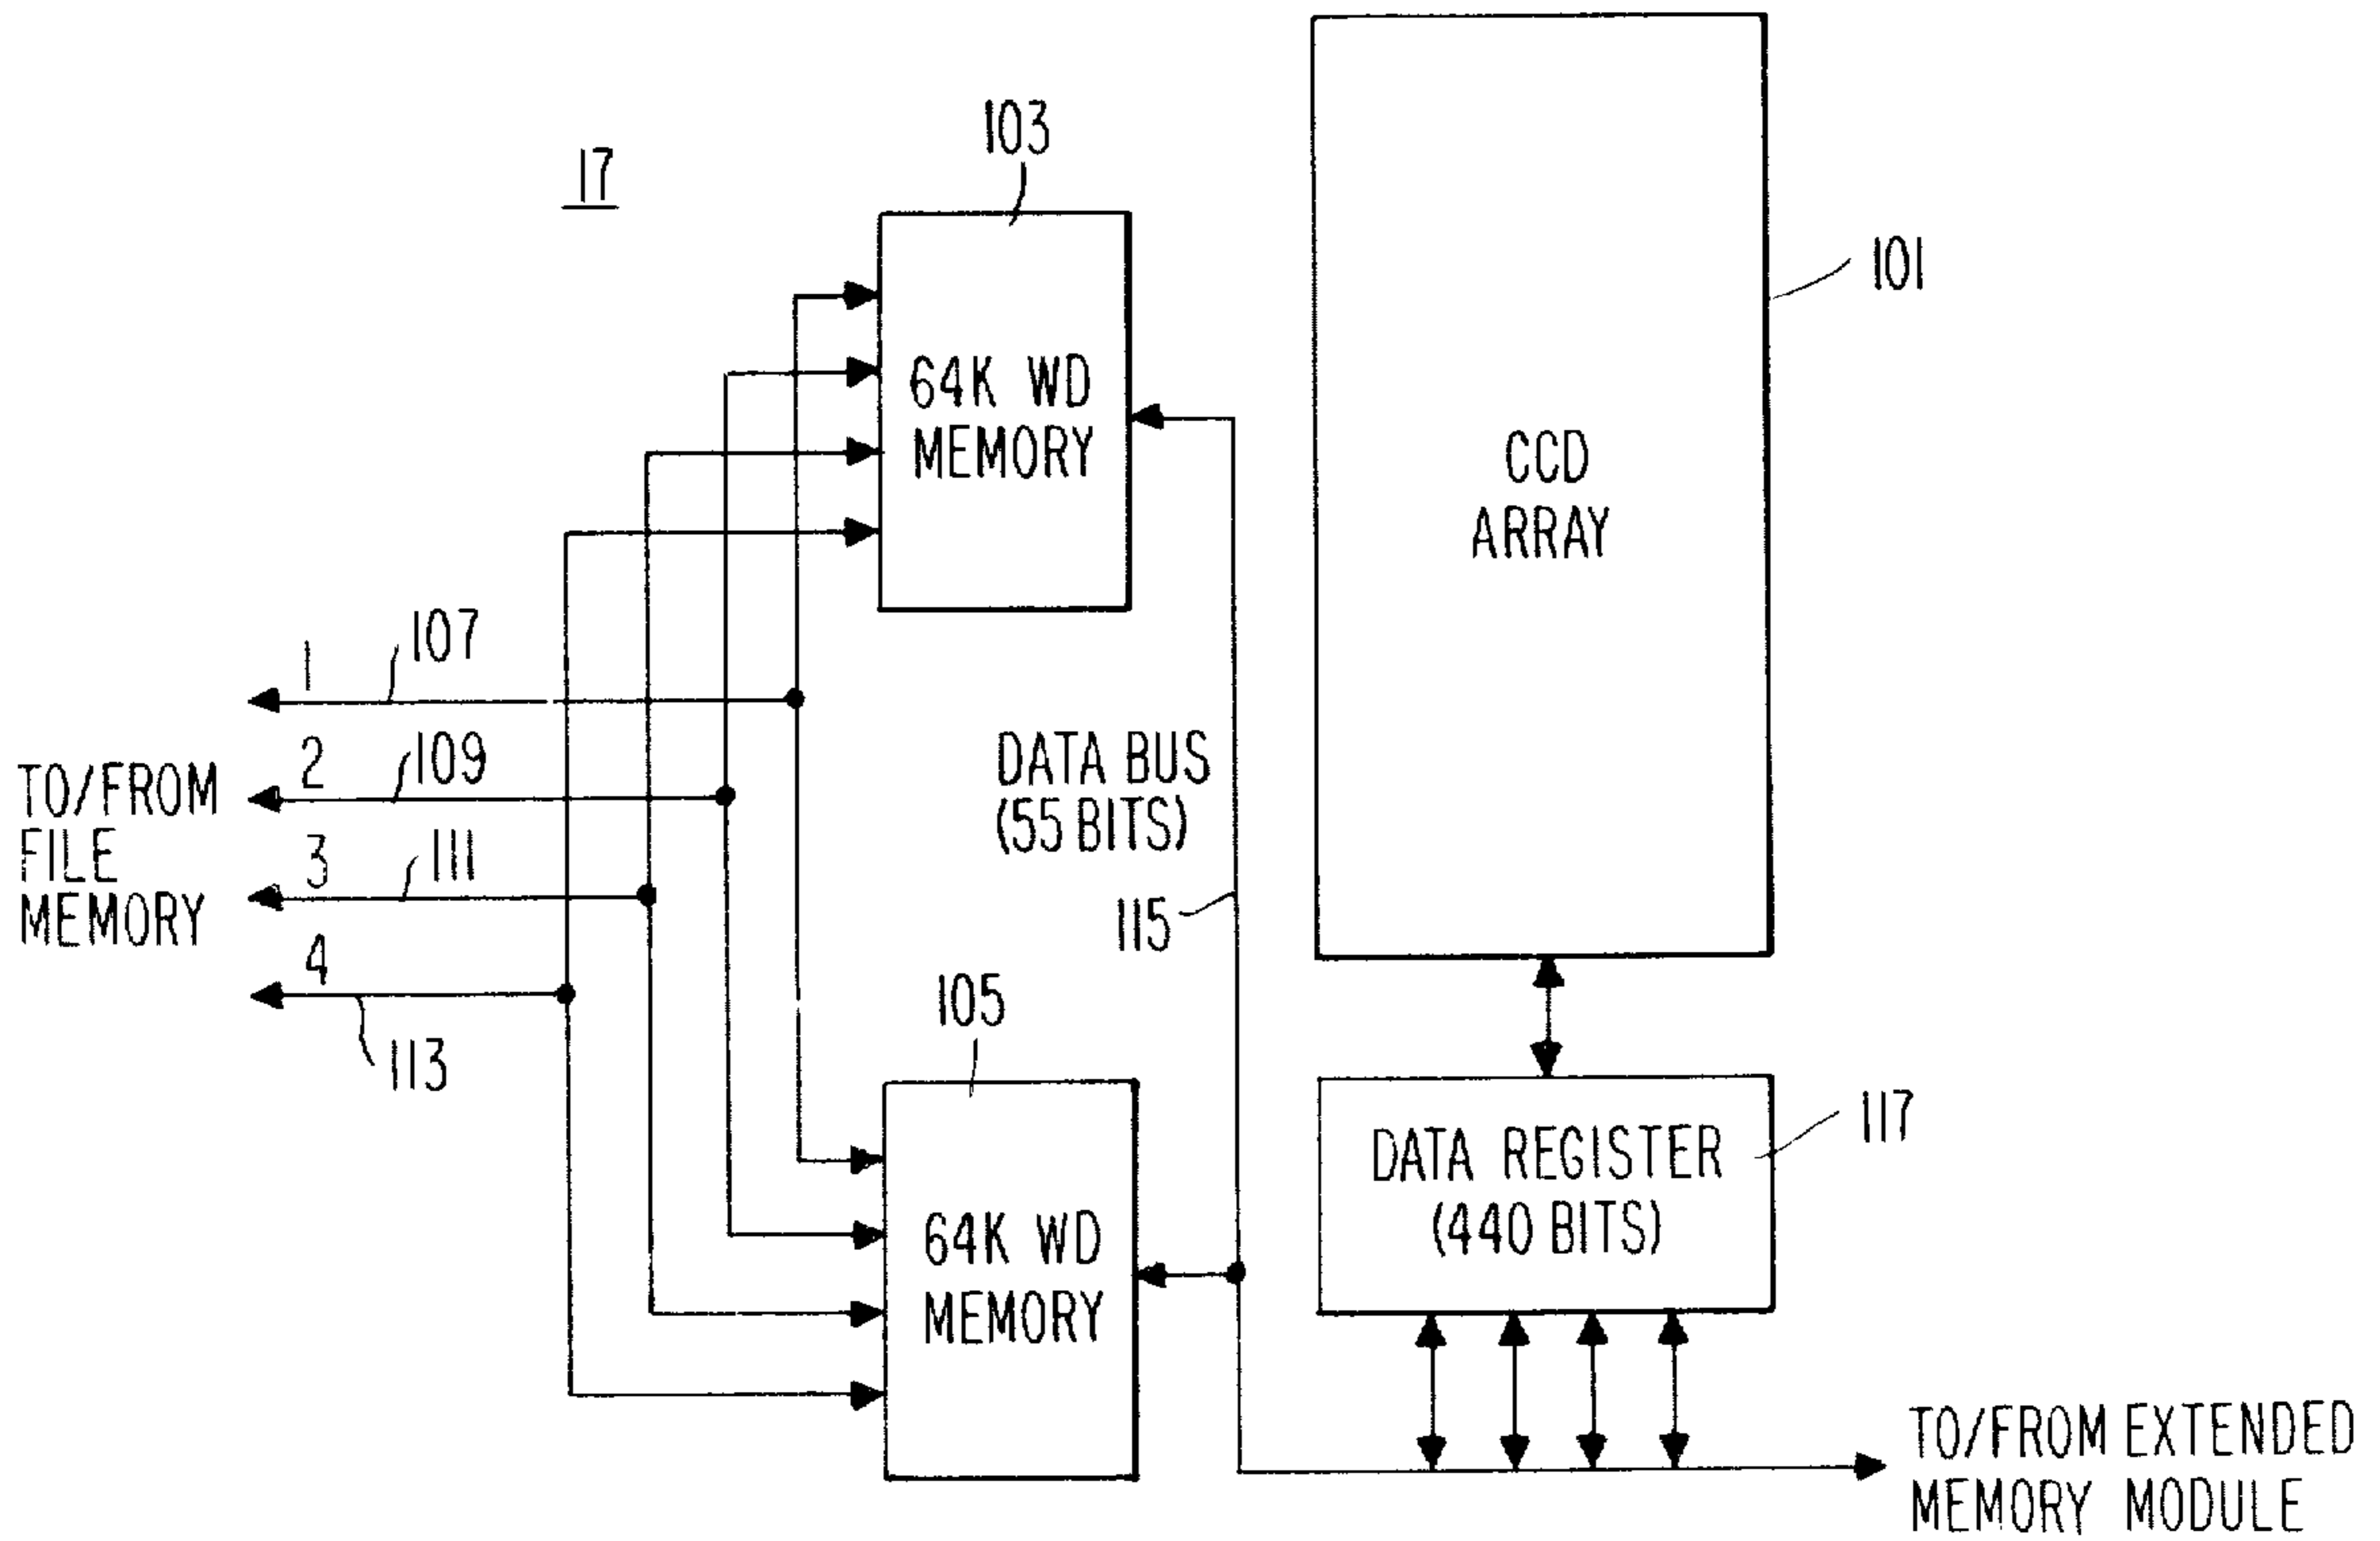 17
103
64K WD
MEMORY
101
CCD
ARRAY
1
107
2
109
3
111
4
113
TO/FROM
FILE
MEMORY
DATA BUS
(55 BITS)
115
105
64K WD
MEMORY
117
DATA REGISTER
(440 BITS)
TO/FROM EXTENDED
MEMORY MODULE